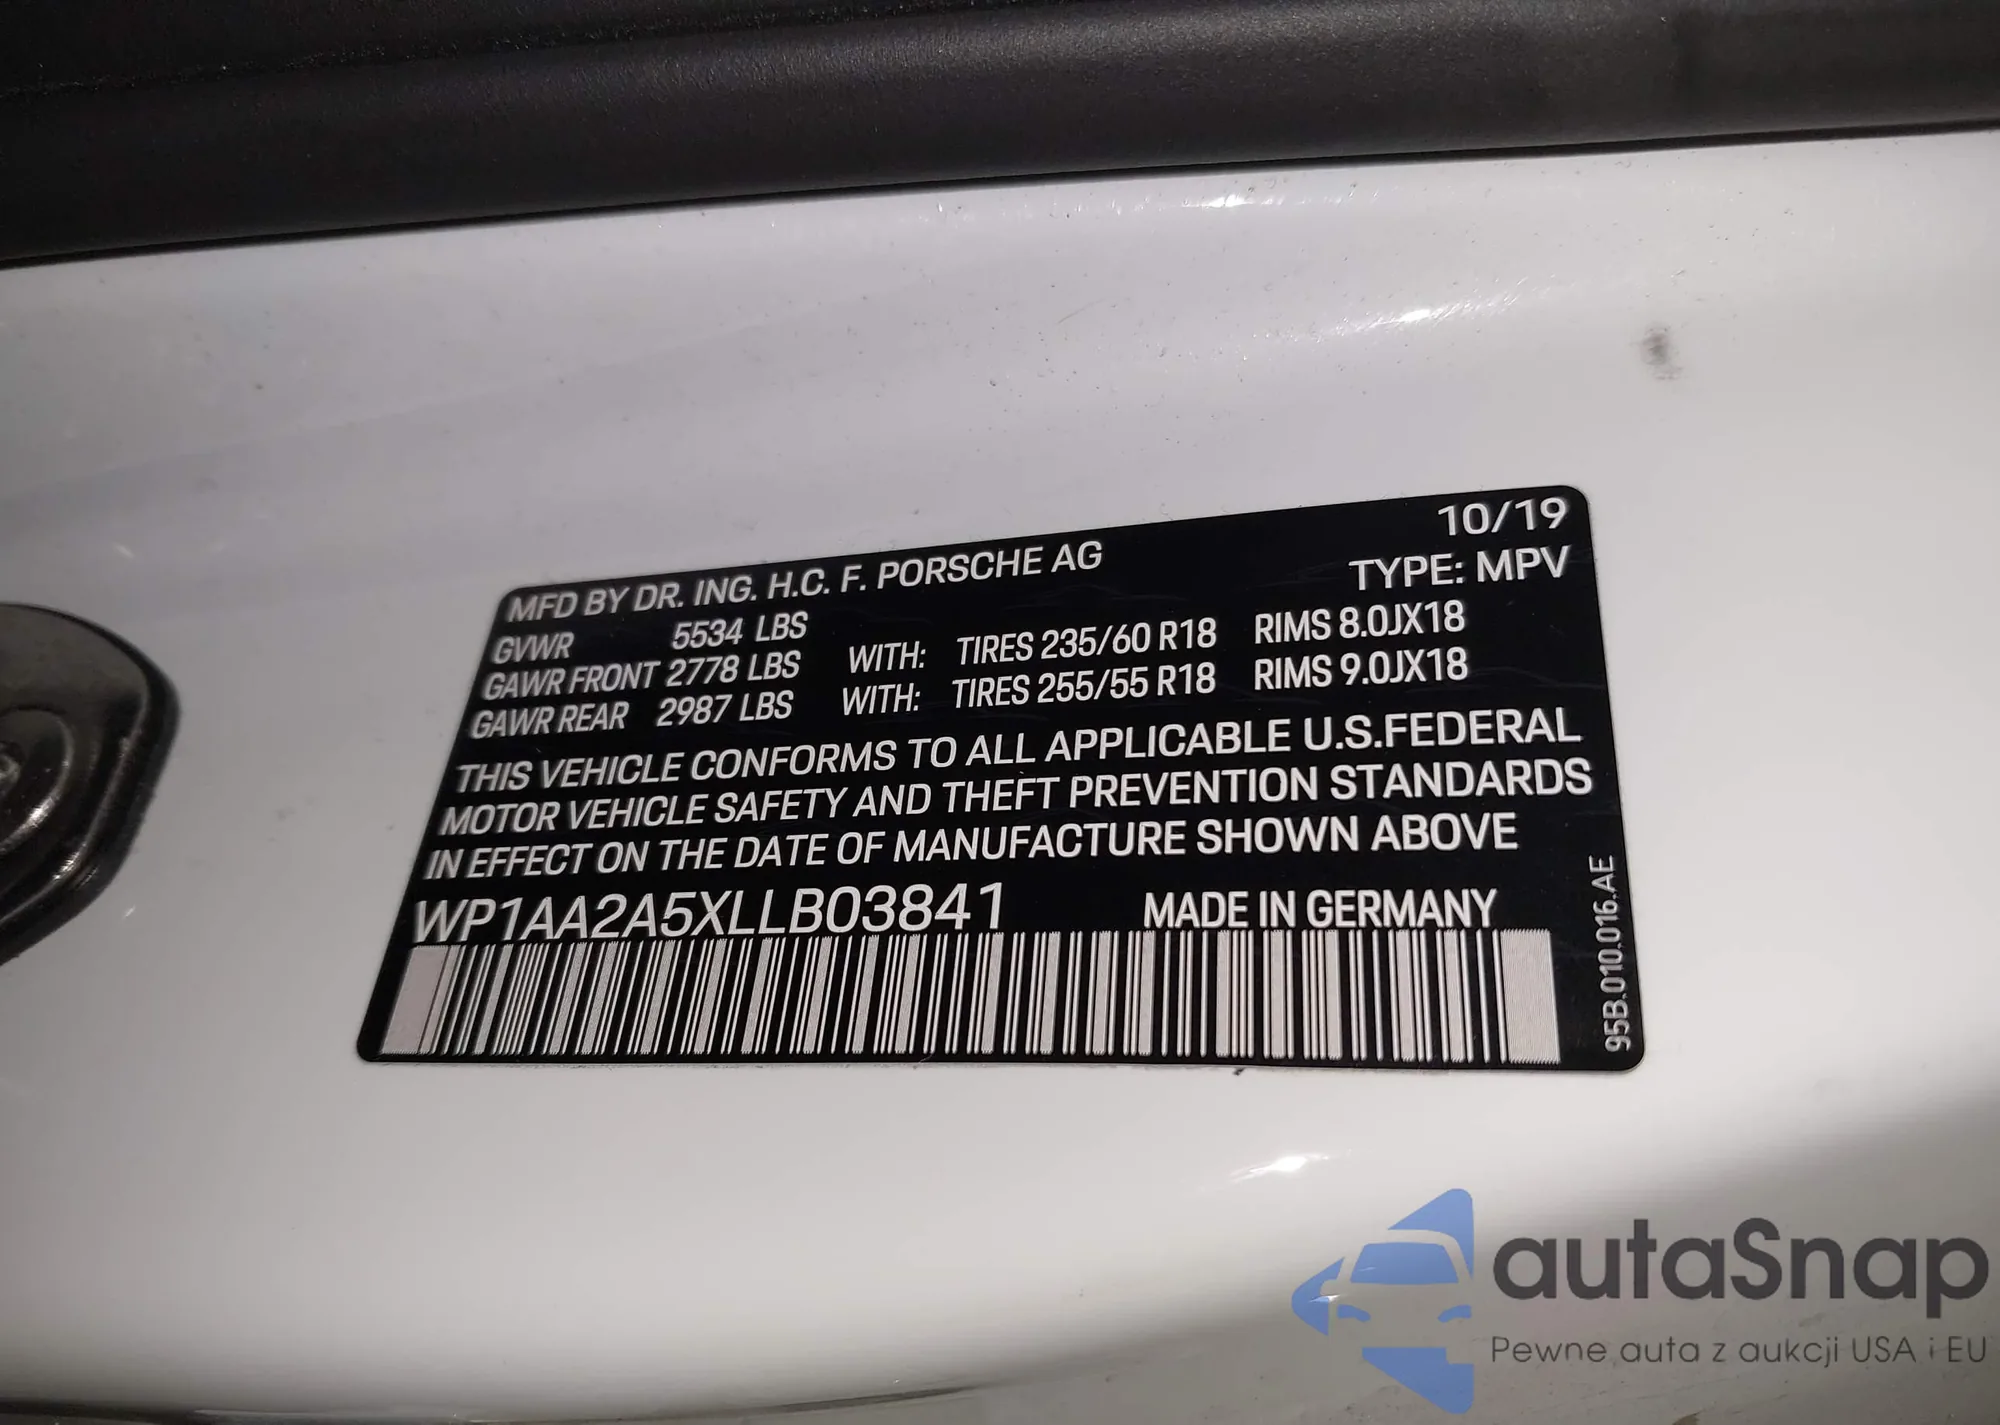 10/19
MFD BY DR. ING. H.C. F. PORSCHE AG TYPE: MPV
GVWR 5534 LBS
GAWR FRONT 2778 LBS WITH: TIRES 235/60 R18 RIMS 8.0JX18
GAWR REAR 2987 LBS WITH: TIRES 255/55 R18 RIMS 9.0JX18
THIS VEHICLE CONFORMS TO ALL APPLICABLE U.S.FEDERAL
MOTOR VEHICLE SAFETY AND THEFT PREVENTION STANDARDS
IN EFFECT ON THE DATE OF MANUFACTURE SHOWN ABOVE
WP1AA2A5XLLB03841 MADE IN GERMANY
95B.010.016.AE
autaSnap
Pewne auta z aukcji USA i EU